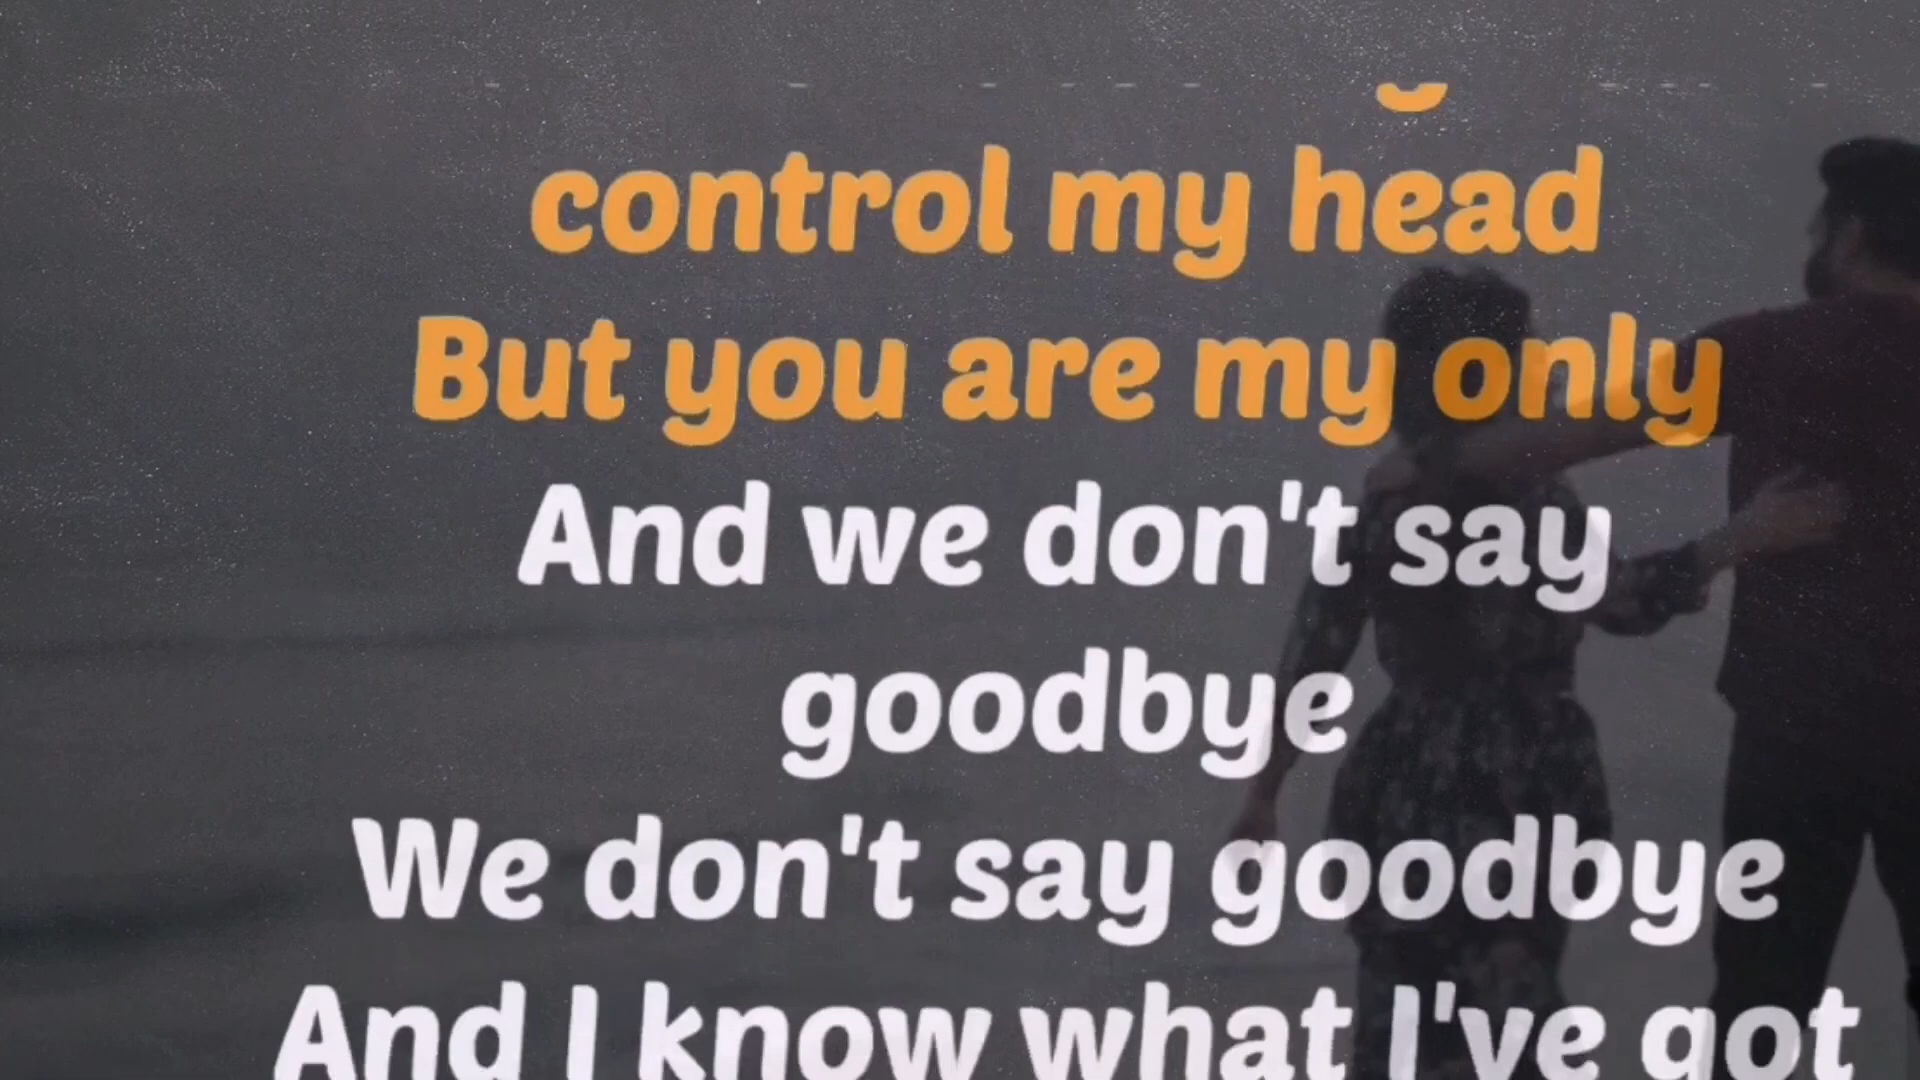 control my head
But you are my only
And we don't say
goodbye
We don't say goodbye
And I know what I've got